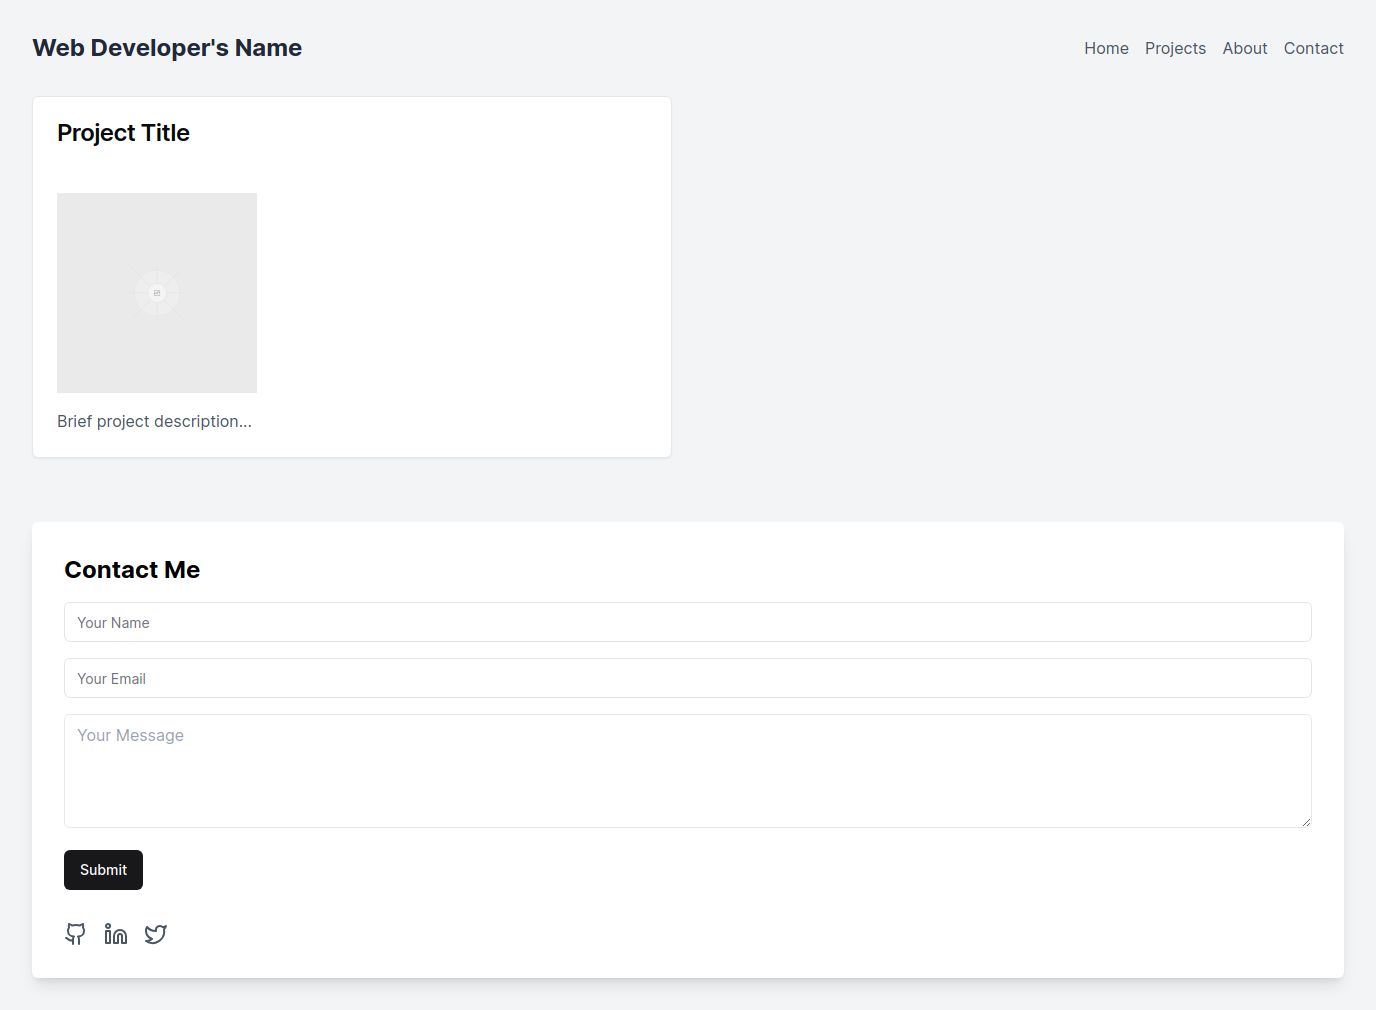 Web Developer's Name
Home Projects About Contact
Project Title
Brief project description...
Contact Me
Your Name
Your Email
Your Message
Submit